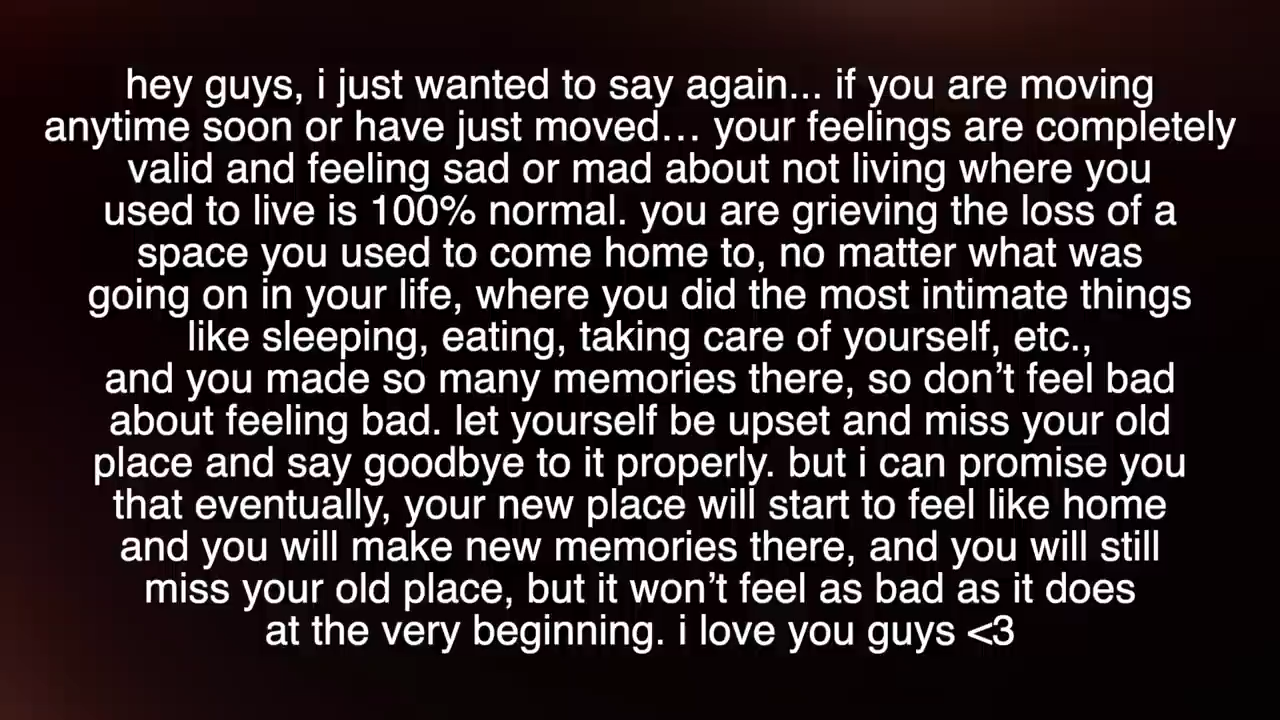 hey guys, i just wanted to say again... if you are moving
anytime soon or have just moved… your feelings are completely
valid and feeling sad or mad about not living where you
used to live is 100% normal. you are grieving the loss of a
space you used to come home to, no matter what was
going on in your life, where you did the most intimate things
like sleeping, eating, taking care of yourself, etc.,
and you made so many memories there, so don’t feel bad
about feeling bad. let yourself be upset and miss your old
place and say goodbye to it properly. but i can promise you
that eventually, your new place will start to feel like home
and you will make new memories there, and you will still
miss your old place, but it won’t feel as bad as it does
at the very beginning. i love you guys <3